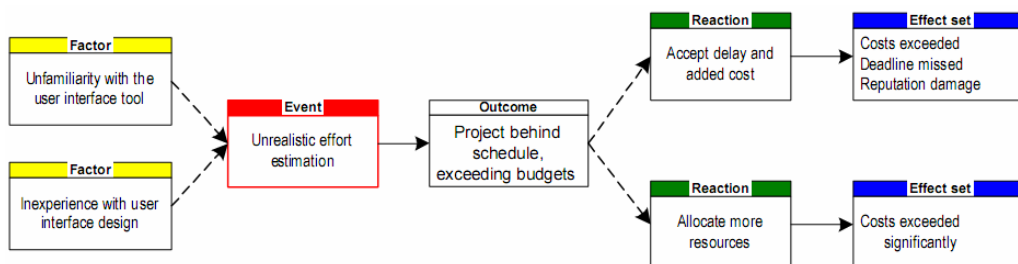 Factor
Unfamiliarity with the
user interface tool
Factor
Inexperience with user
interface design
Event
Unrealistic effort
estimation
Outcome
Project behind
schedule,
exceeding budgets
Reaction
Accept delay and
added cost
Effect set
Costs exceeded
Deadline missed
Reputation damage
Reaction
Allocate more
resources
Effect set
Costs exceeded
significantly